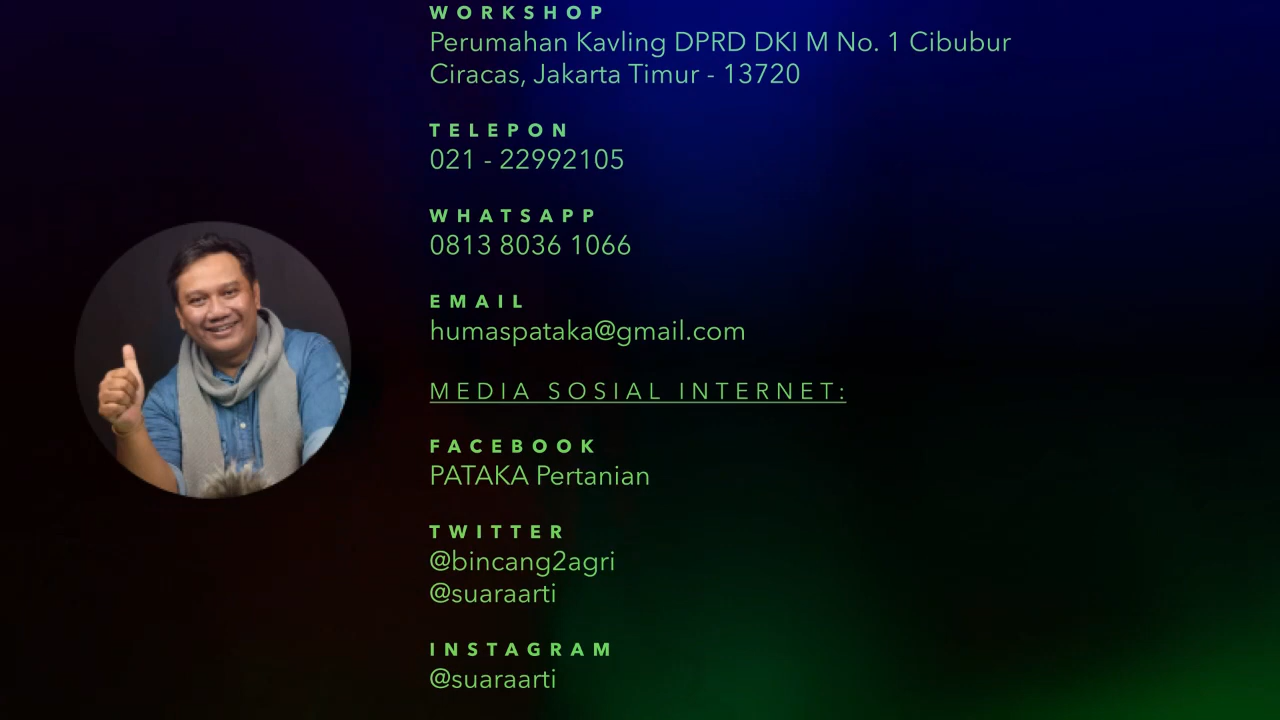 WORKSHOP
Perumahan Kavling DPRD DKI M No. 1 Cibubur
Ciracas, Jakarta Timur - 13720
TELEPON
021 - 22992105
WHATSAPP
0813 8036 1066
EMAIL
humaspataka@gmail.com
MEDIA SOSIAL INTERNET:
FACEBOOK
PATAKA Pertanian
TWITTER
@bincang2agri
@suaraarti
INSTAGRAM
@suaraarti